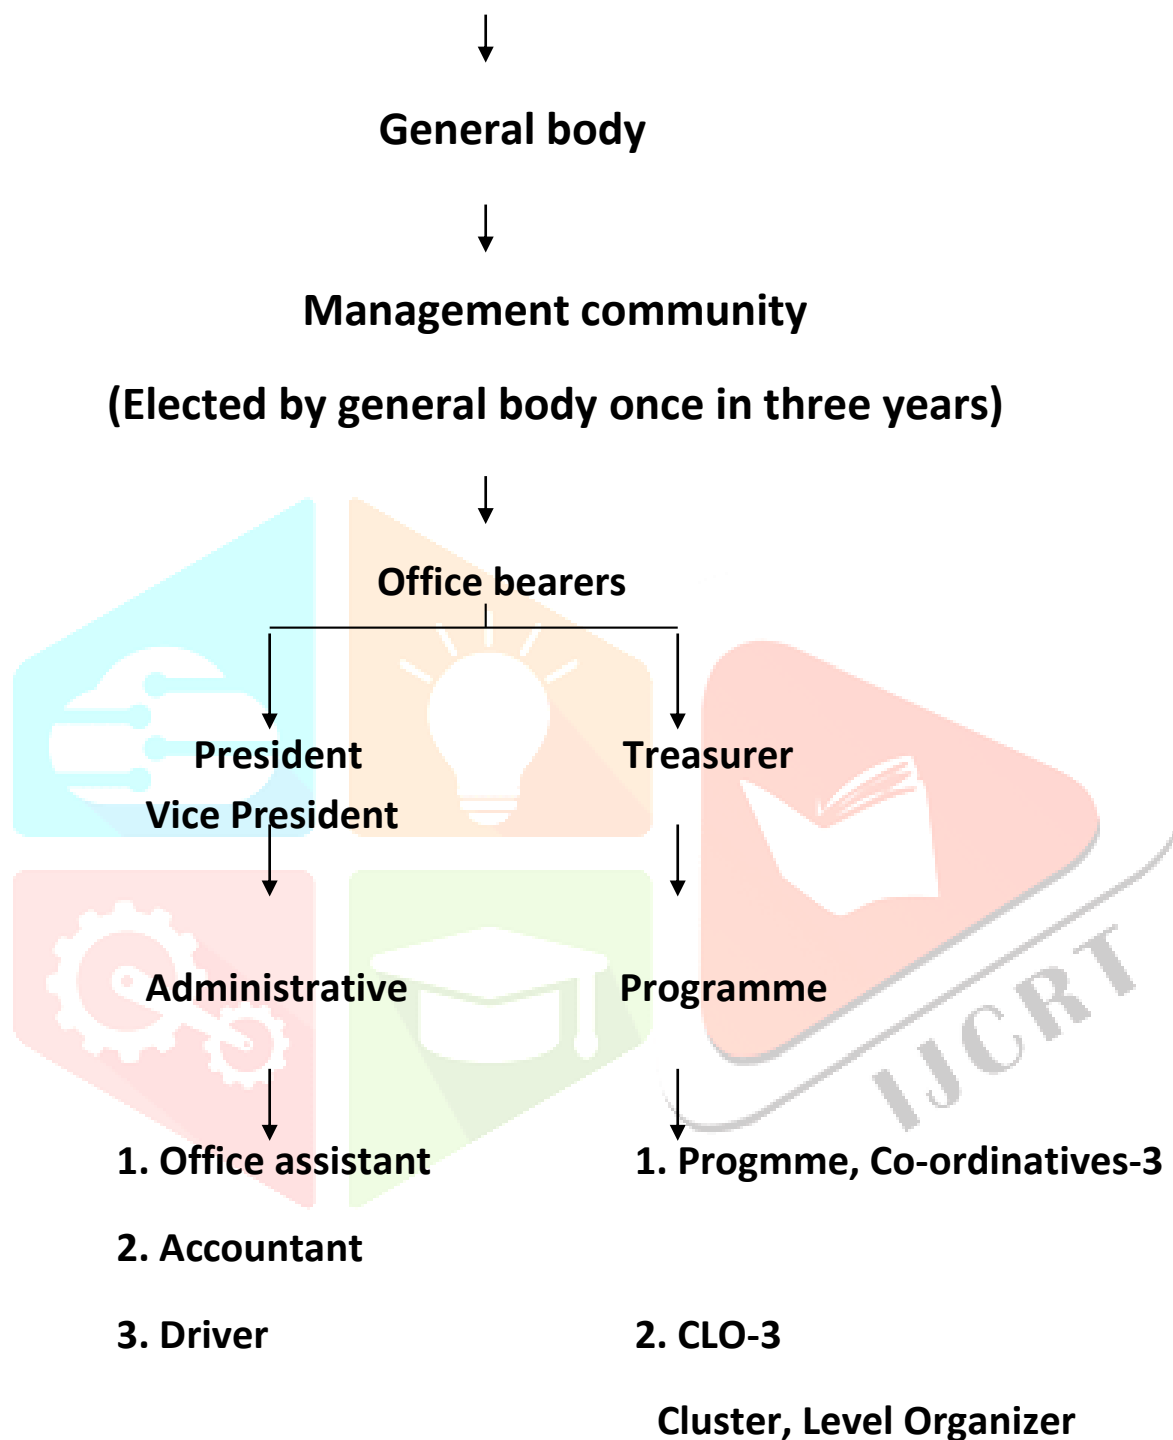 General body
Management community
(Elected by general body once in three years)
Office bearers
President
Treasurer
Vice President
Administrative
Programme
1. Office assistant
1. Progmme, Co-ordinatives-3
2. Accountant
3. Driver
2. CLO-3
Cluster, Level Organizer
IJCRT